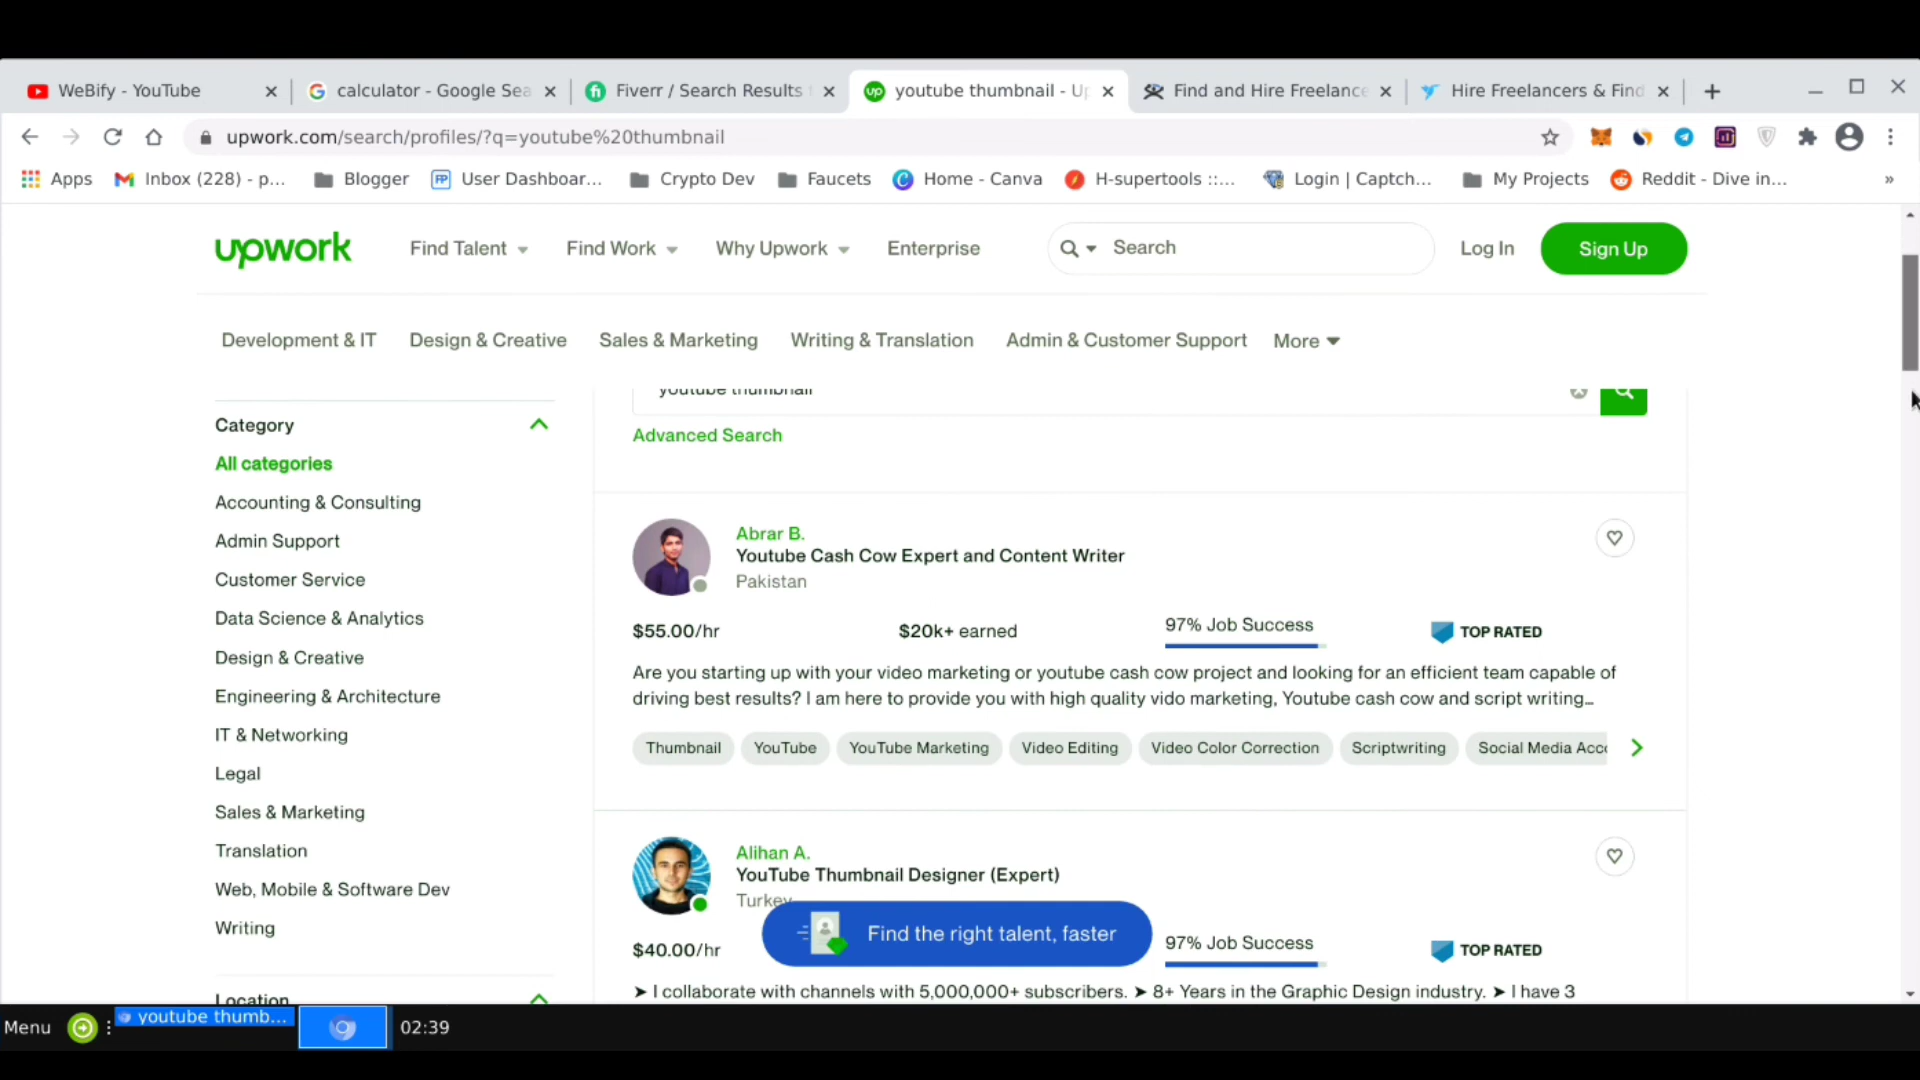 WeBify - YouTube
calculator - Google Sea
Fiverr / Search Results
youtube thumbnail - Up
Find and Hire Freelance
Hire Freelancers & Find
upwork.com/search/profiles/?q=youtube%20thumbnail
Apps
Inbox (228) - p...
Blogger
FP
User Dashboar...
Crypto Dev
Faucets
Home - Canva
H-supertools ::...
Login | Captch...
My Projects
Reddit - Dive in...
»
upwork
Find Talent
Find Work
Why Upwork
Enterprise
Search
Log In
Sign Up
Development & IT
Design & Creative
Sales & Marketing
Writing & Translation
Admin & Customer Support
More
youtube thumbnail
Advanced Search
Category
All categories
Accounting & Consulting
Admin Support
Customer Service
Data Science & Analytics
Design & Creative
Engineering & Architecture
IT & Networking
Legal
Sales & Marketing
Translation
Web, Mobile & Software Dev
Writing
Location
Abrar B.
Youtube Cash Cow Expert and Content Writer
Pakistan
$55.00/hr
$20k+ earned
97% Job Success
TOP RATED
Are you starting up with your video marketing or youtube cash cow project and looking for an efficient team capable of
driving best results? I am here to provide you with high quality vido marketing, Youtube cash cow and script writing...
Thumbnail
YouTube
YouTube Marketing
Video Editing
Video Color Correction
Scriptwriting
Social Media Acc
Alihan A.
YouTube Thumbnail Designer (Expert)
Turkey
$40.00/hr
Find the right talent, faster
97% Job Success
TOP RATED
➤ I collaborate with channels with 5,000,000+ subscribers. ➤ 8+ Years in the Graphic Design industry. ➤ I have 3
Menu
youtube thumb...
02:39